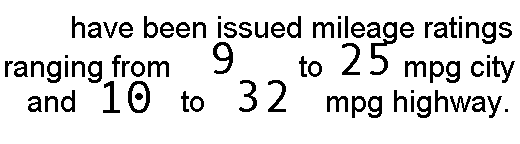 have been issued mileage ratings
ranging from 9 to 25 mpg city
and 10 to 32 mpg highway.